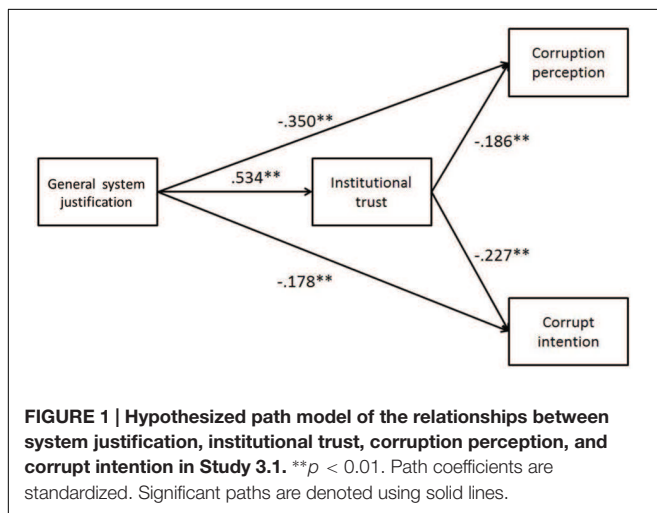 Corruption
perception
-.350**
-.186**
General system
justification
.534**
Institutional
trust
-.227**
-.178**
Corrupt
intention
FIGURE 1 | Hypothesized path model of the relationships between
system justification, institutional trust, corruption perception, and
corrupt intention in Study 3.1. **p < 0.01. Path coefficients are
standardized. Significant paths are denoted using solid lines.